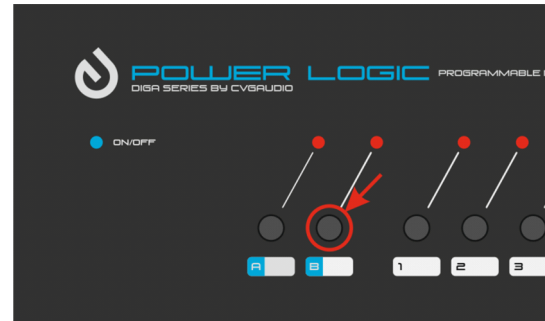 POWER LOGIC PROGRAMMABLE
DIGA SERIES BY CVGAUDIO
ON/OFF
A B 1 2 3